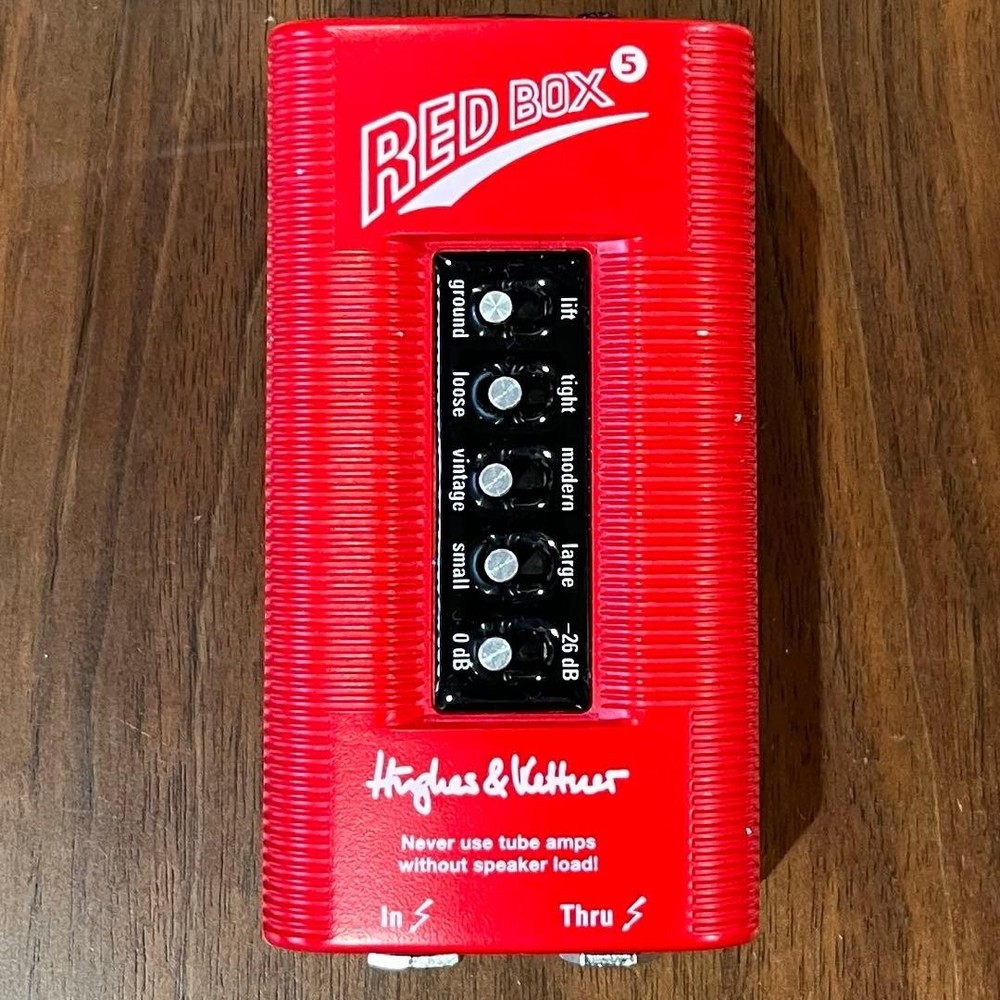 RED BOX 5
ground lift
loose tight
vintage modern
small large
0 dB -26 dB
Hughes & Kettner
Never use tube amps
without speaker load!
In Thru